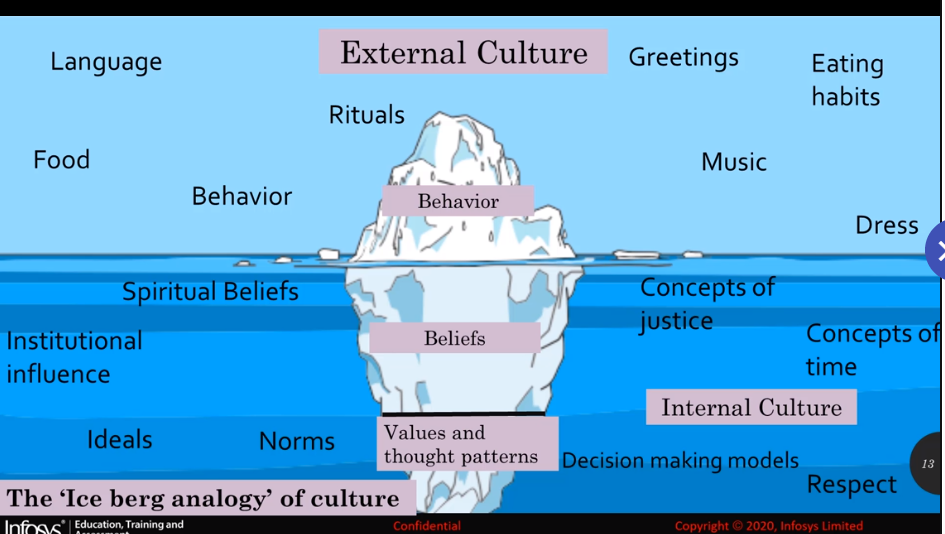 External Culture
Language
Greetings
Eating
habits
Rituals
Food
Music
Behavior
Behavior
Dress
Spiritual Beliefs
Concepts of
justice
Institutional
influence
Beliefs
Concepts of
time
Internal Culture
Ideals
Norms
Values and
thought patterns
Decision making models
13
Respect
The ‘Ice berg analogy’ of culture
Infosys® | Education, Training and
Confidential
Copyright © 2020, Infosys Limited